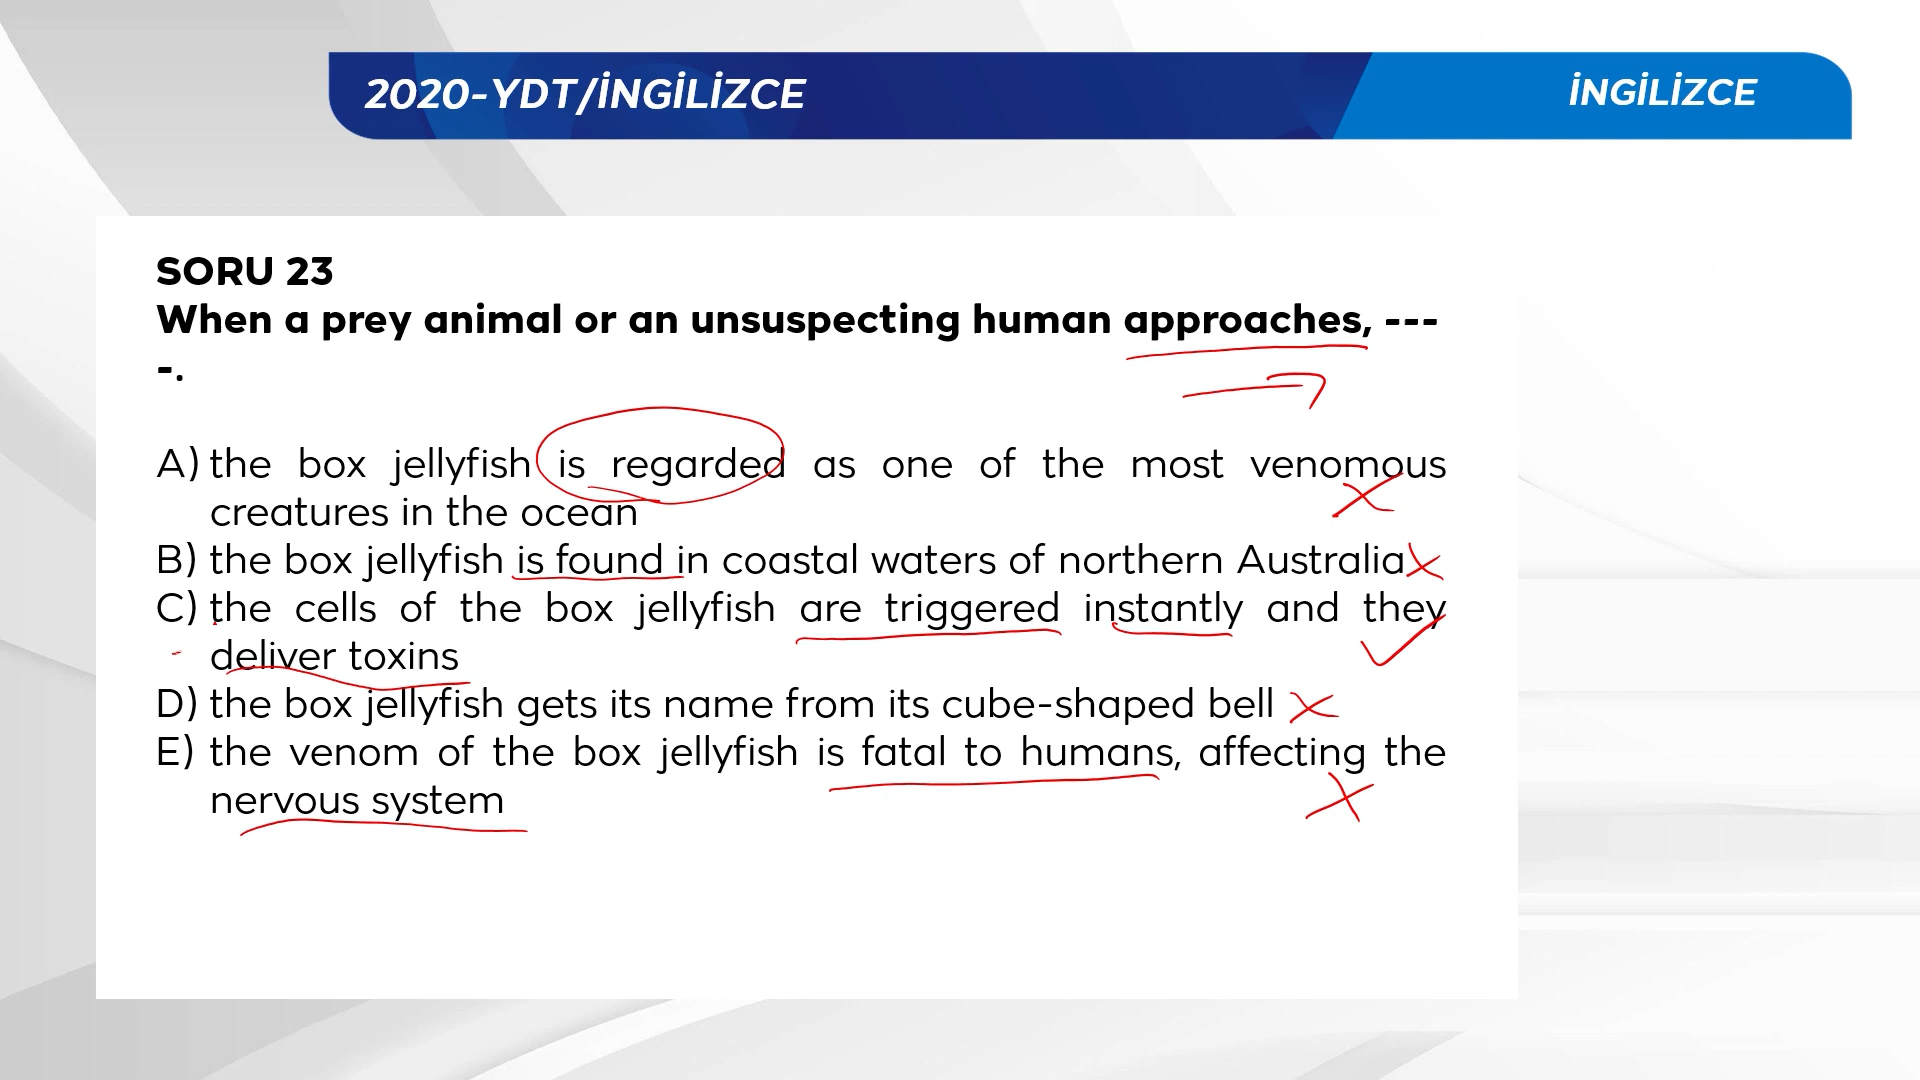 2020-YDT/İNGİLİZCE
İNGİLİZCE
SORU 23
When a prey animal or an unsuspecting human approaches, ---
-.
A) the box jellyfish is regarded as one of the most venomous
creatures in the ocean
B) the box jellyfish is found in coastal waters of northern Australia
C) the cells of the box jellyfish are triggered instantly and they
deliver toxins
D) the box jellyfish gets its name from its cube-shaped bell
E) the venom of the box jellyfish is fatal to humans, affecting the
nervous system